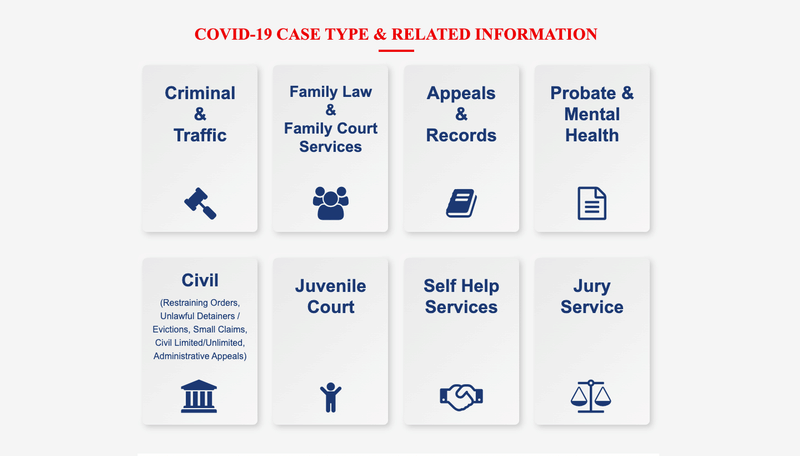 COVID-19 CASE TYPE & RELATED INFORMATION
Criminal
&
Traffic
Family Law
&
Family Court
Services
Appeals
&
Records
Probate &
Mental
Health
Civil
(Restraining Orders,
Unlawful Detainers /
Evictions, Small Claims,
Civil Limited/Unlimited,
Administrative Appeals)
Juvenile
Court
Self Help
Services
Jury
Service